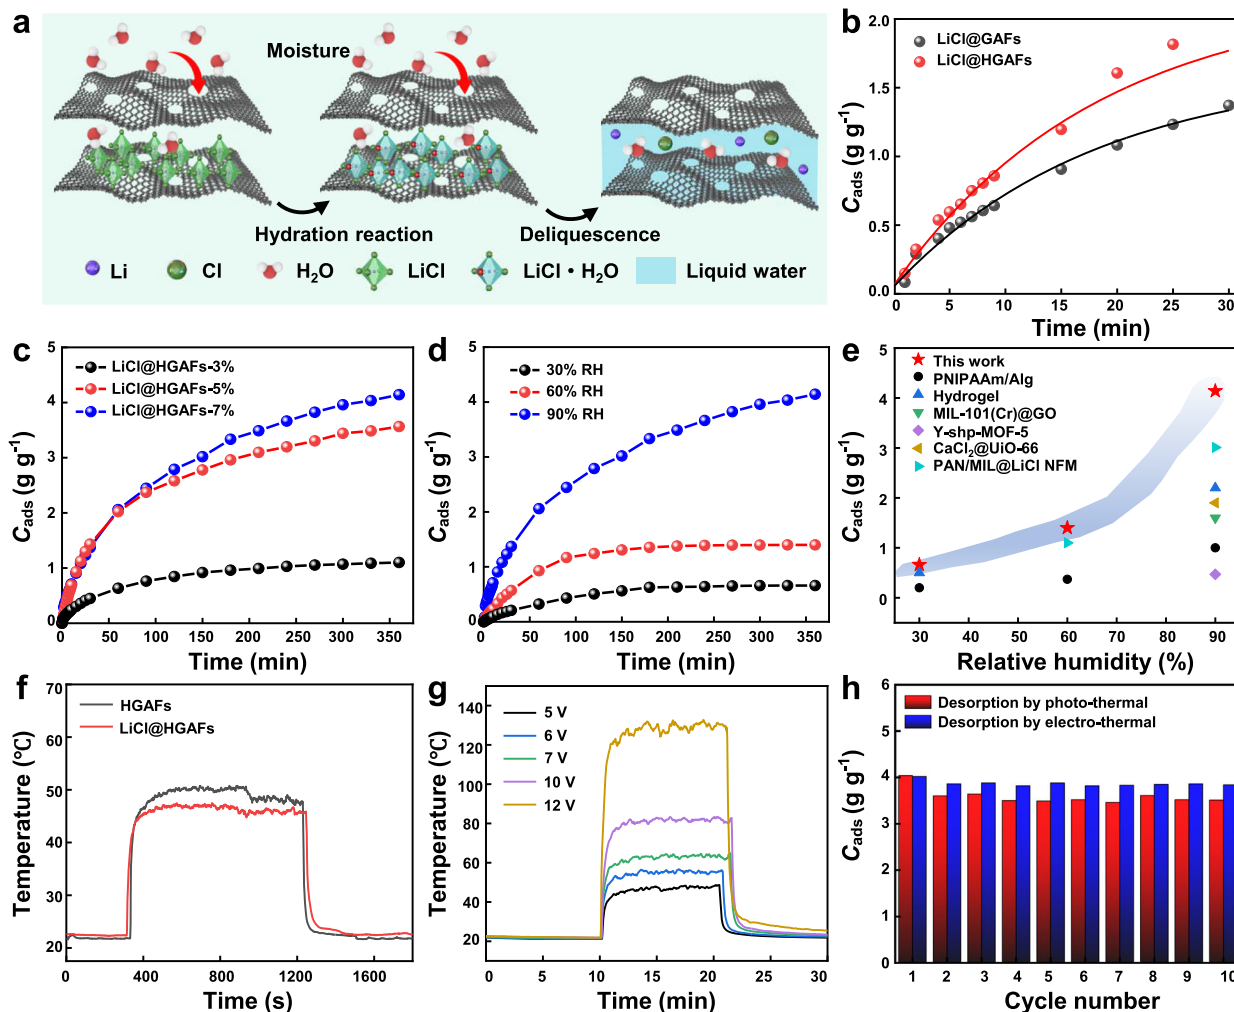 a
Moisture
Hydration reaction
Deliquescence
Li
Cl
H₂O
LiCl
LiCl • H₂O
Liquid water
b
LiCl@GAFs
LiCl@HGAFs
2.0
1.5
1.0
0.5
0.0
0
5
10
15
20
25
30
Cads (g g⁻¹)
Time (min)
c
LiCl@HGAFs-3%
LiCl@HGAFs-5%
LiCl@HGAFs-7%
5
4
3
2
1
0
0
50
100
150
200
250
300
350
Cads (g g⁻¹)
Time (min)
d
30% RH
60% RH
90% RH
5
4
3
2
1
0
0
50
100
150
200
250
300
350
Cads (g g⁻¹)
Time (min)
e
This work
PNIPAAm/Alg
Hydrogel
MIL-101(Cr)@GO
Y-shp-MOF-5
CaCl₂@UiO-66
PAN/MIL@LiCl NFM
5
4
3
2
1
0
30
40
50
60
70
80
90
Cads (g g⁻¹)
Relative humidity (%)
f
HGAFs
LiCl@HGAFs
70
60
50
40
30
20
0
400
800
1200
1600
Temperature (°C)
Time (s)
g
5 V
6 V
7 V
10 V
12 V
140
120
100
80
60
40
20
0
5
10
15
20
25
30
Temperature (°C)
Time (min)
h
Desorption by photo-thermal
Desorption by electro-thermal
6
5
4
3
2
1
0
1
2
3
4
5
6
7
8
9
10
Cads (g g⁻¹)
Cycle number